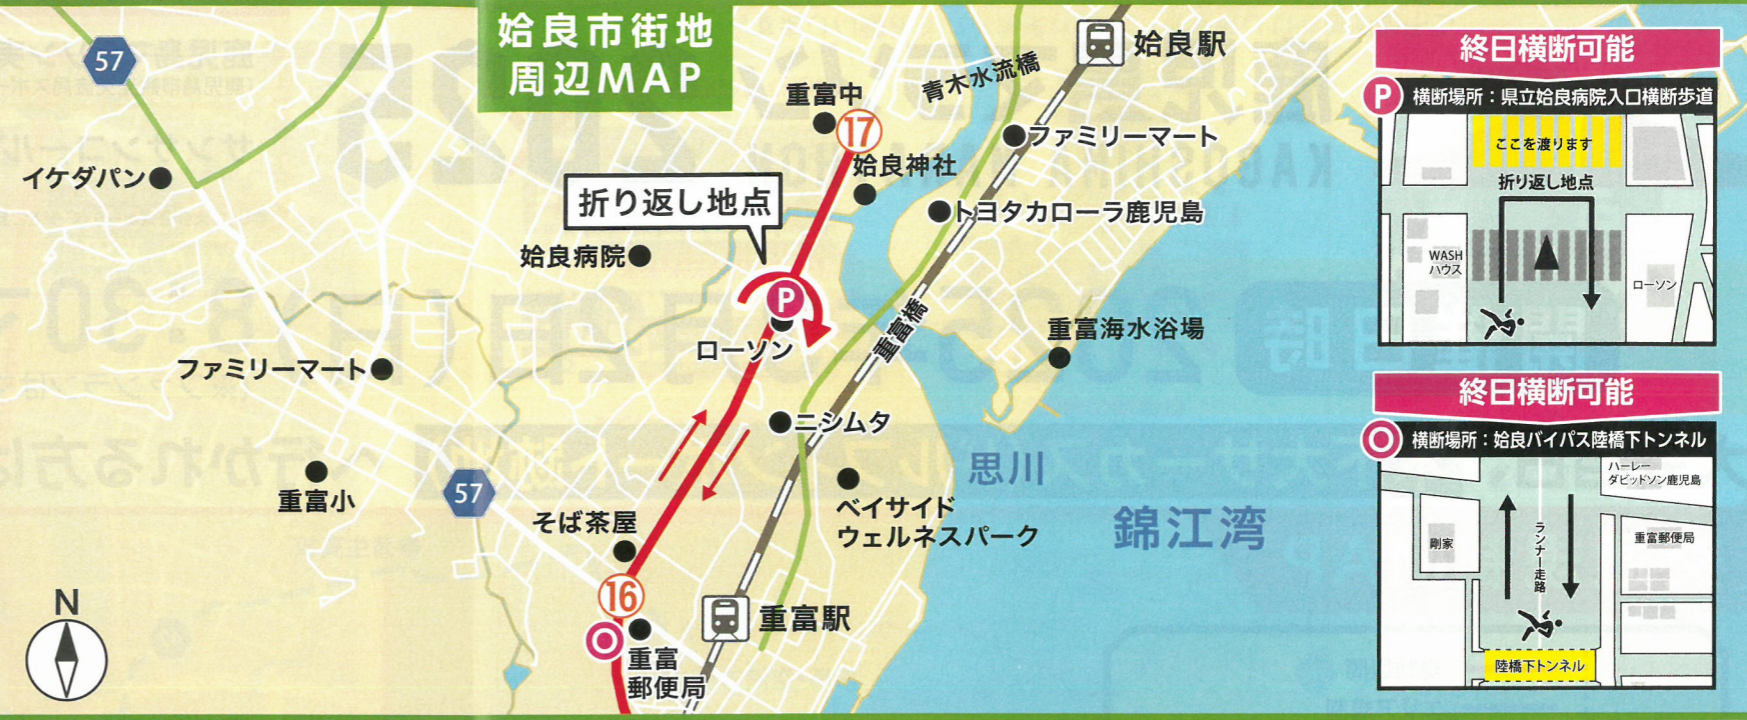 姶良市街地
周辺MAP
57
イケダパン
重富中
17
姶良神社
青木水流橋
姶良駅
ファミリーマート
トヨタカローラ鹿児島
折り返し地点
姶良病院
P
ローソン
重富橋
重富海水浴場
ファミリーマート
ニシムタ
思川
重富小
57
そば茶屋
ベイサイド
ウェルネスパーク
錦江湾
16
O
重富
郵便局
重富駅
N
終日横断可能
P 横断場所：県立姶良病院入口横断歩道
ここを渡ります
折り返し地点
WASH
ハウス
ローソン
終日横断可能
O 横断場所：姶良バイパス陸橋下トンネル
ハーレー
ダビッドソン鹿児島
剛家
ランナー走路
重富郵便局
陸橋下トンネル